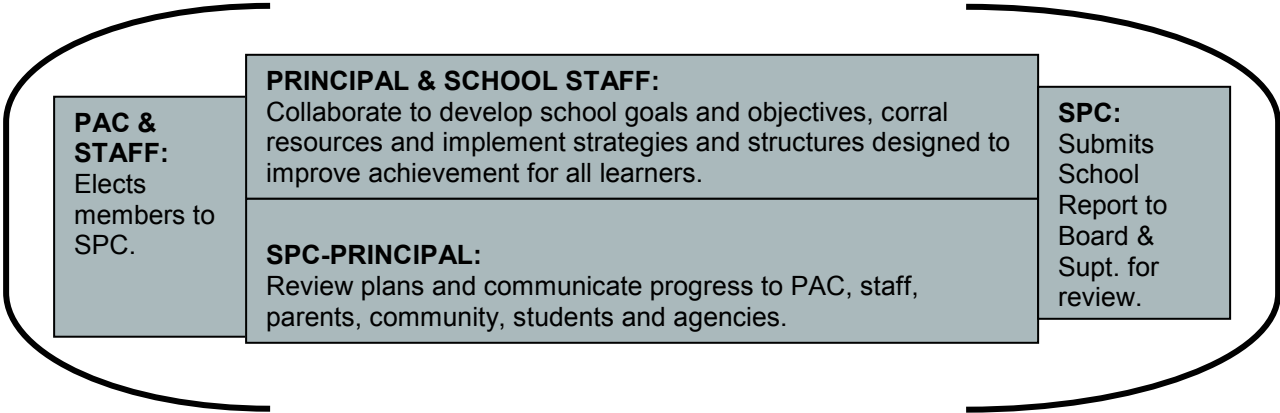 PAC &
STAFF:
Elects
members to
SPC.
PRINCIPAL & SCHOOL STAFF:
Collaborate to develop school goals and objectives, corral
resources and implement strategies and structures designed to
improve achievement for all learners.
SPC-PRINCIPAL:
Review plans and communicate progress to PAC, staff,
parents, community, students and agencies.
SPC:
Submits
School
Report to
Board &
Supt. for
review.